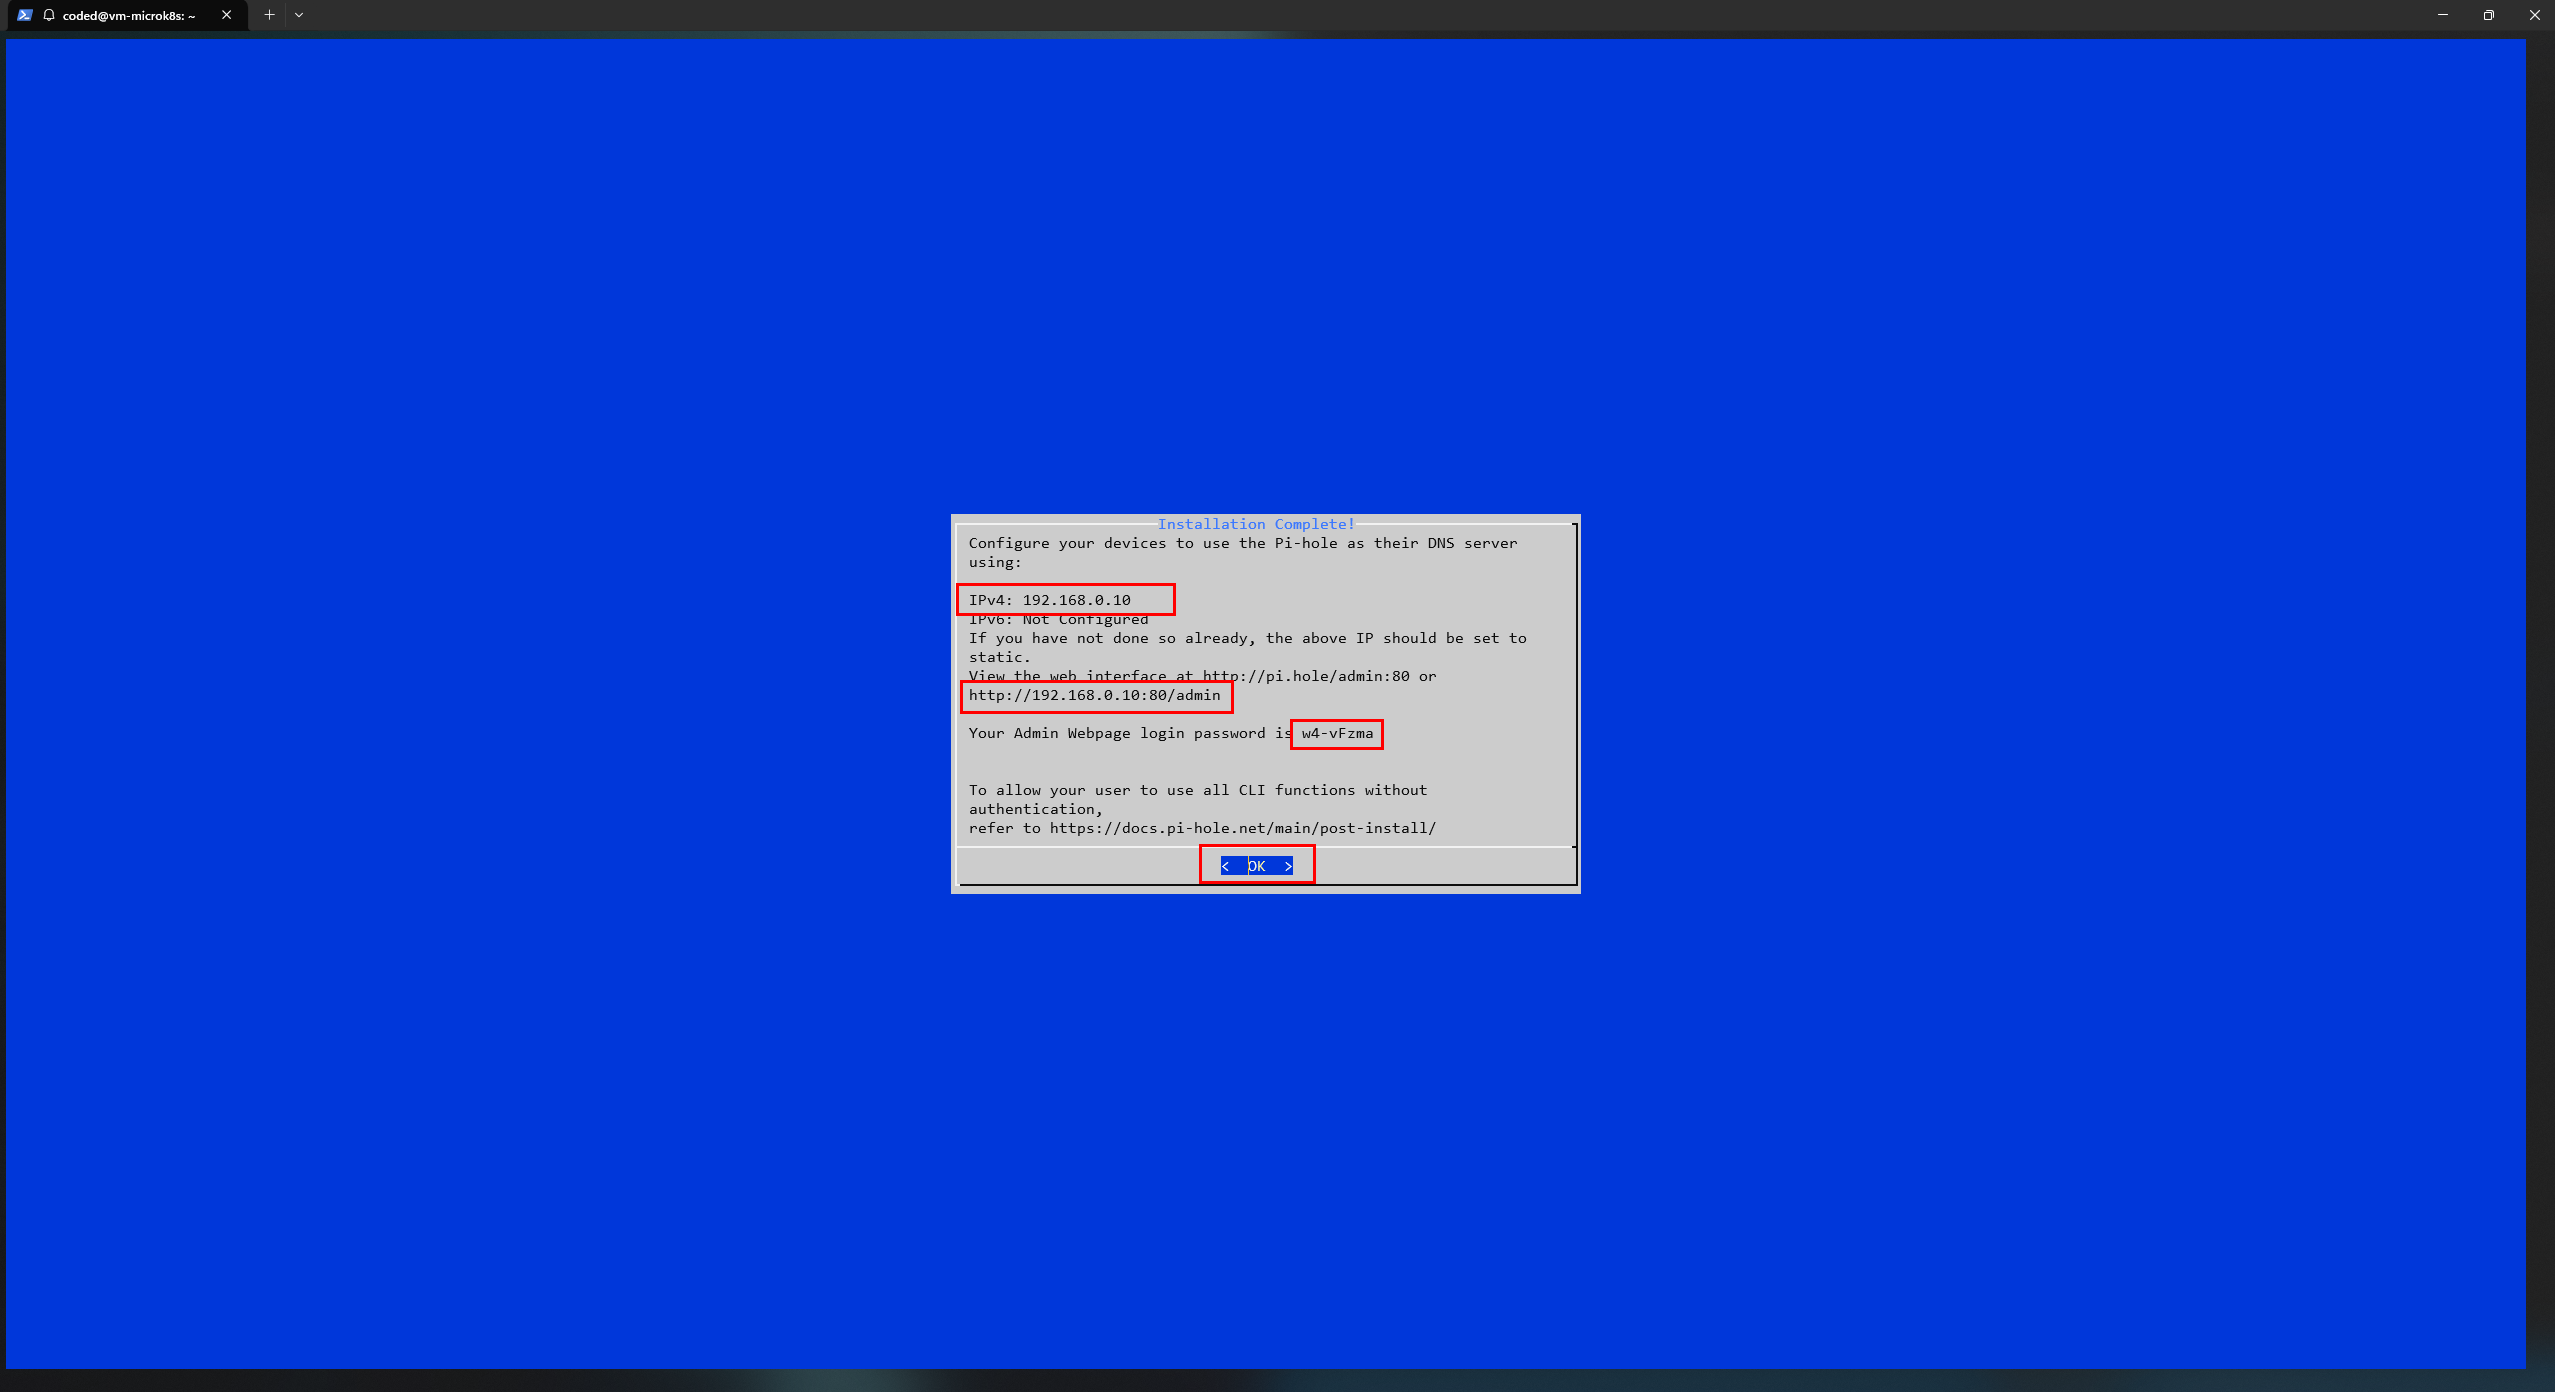 coded@vm-microk8s: ~
Installation Complete!
Configure your devices to use the Pi-hole as their DNS server
using:
IPv4: 192.168.0.10
IPv6: Not Configured
If you have not done so already, the above IP should be set to
static.
View the web interface at http://pi.hole/admin:80 or
http://192.168.0.10:80/admin
Your Admin Webpage login password is w4-vFzma
To allow your user to use all CLI functions without
authentication,
refer to https://docs.pi-hole.net/main/post-install/
< OK >